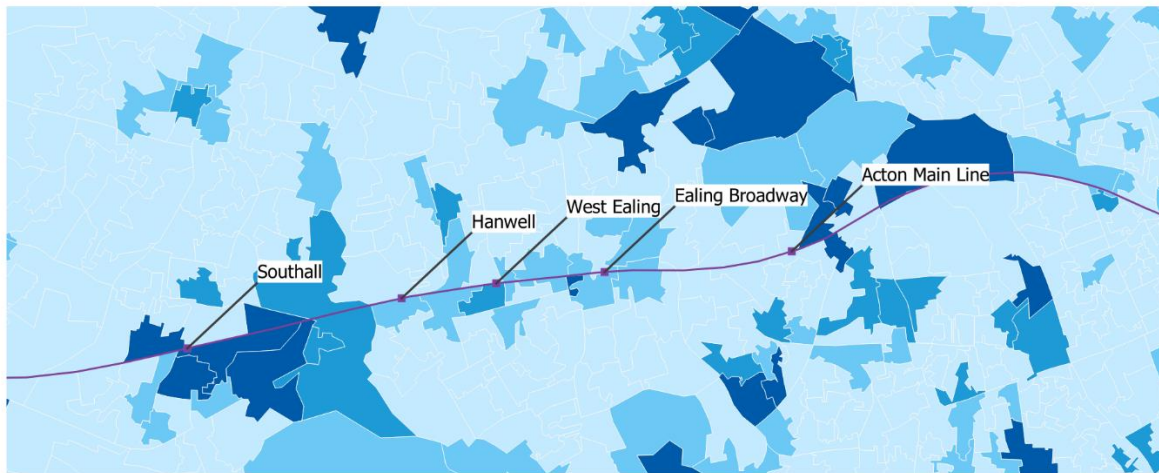 Southall
Hanwell
West Ealing
Ealing Broadway
Acton Main Line